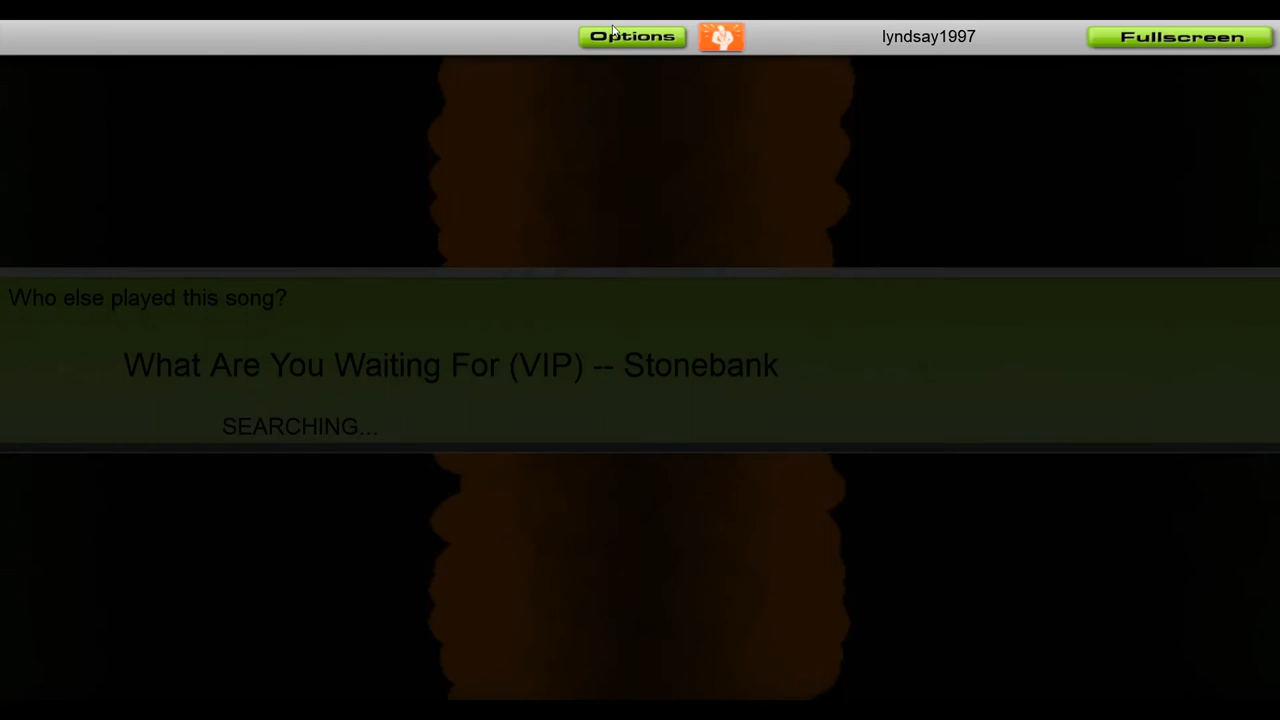 Options
lyndsay1997
Fullscreen
Who else played this song?
What Are You Waiting For (VIP) -- Stonebank
SEARCHING...